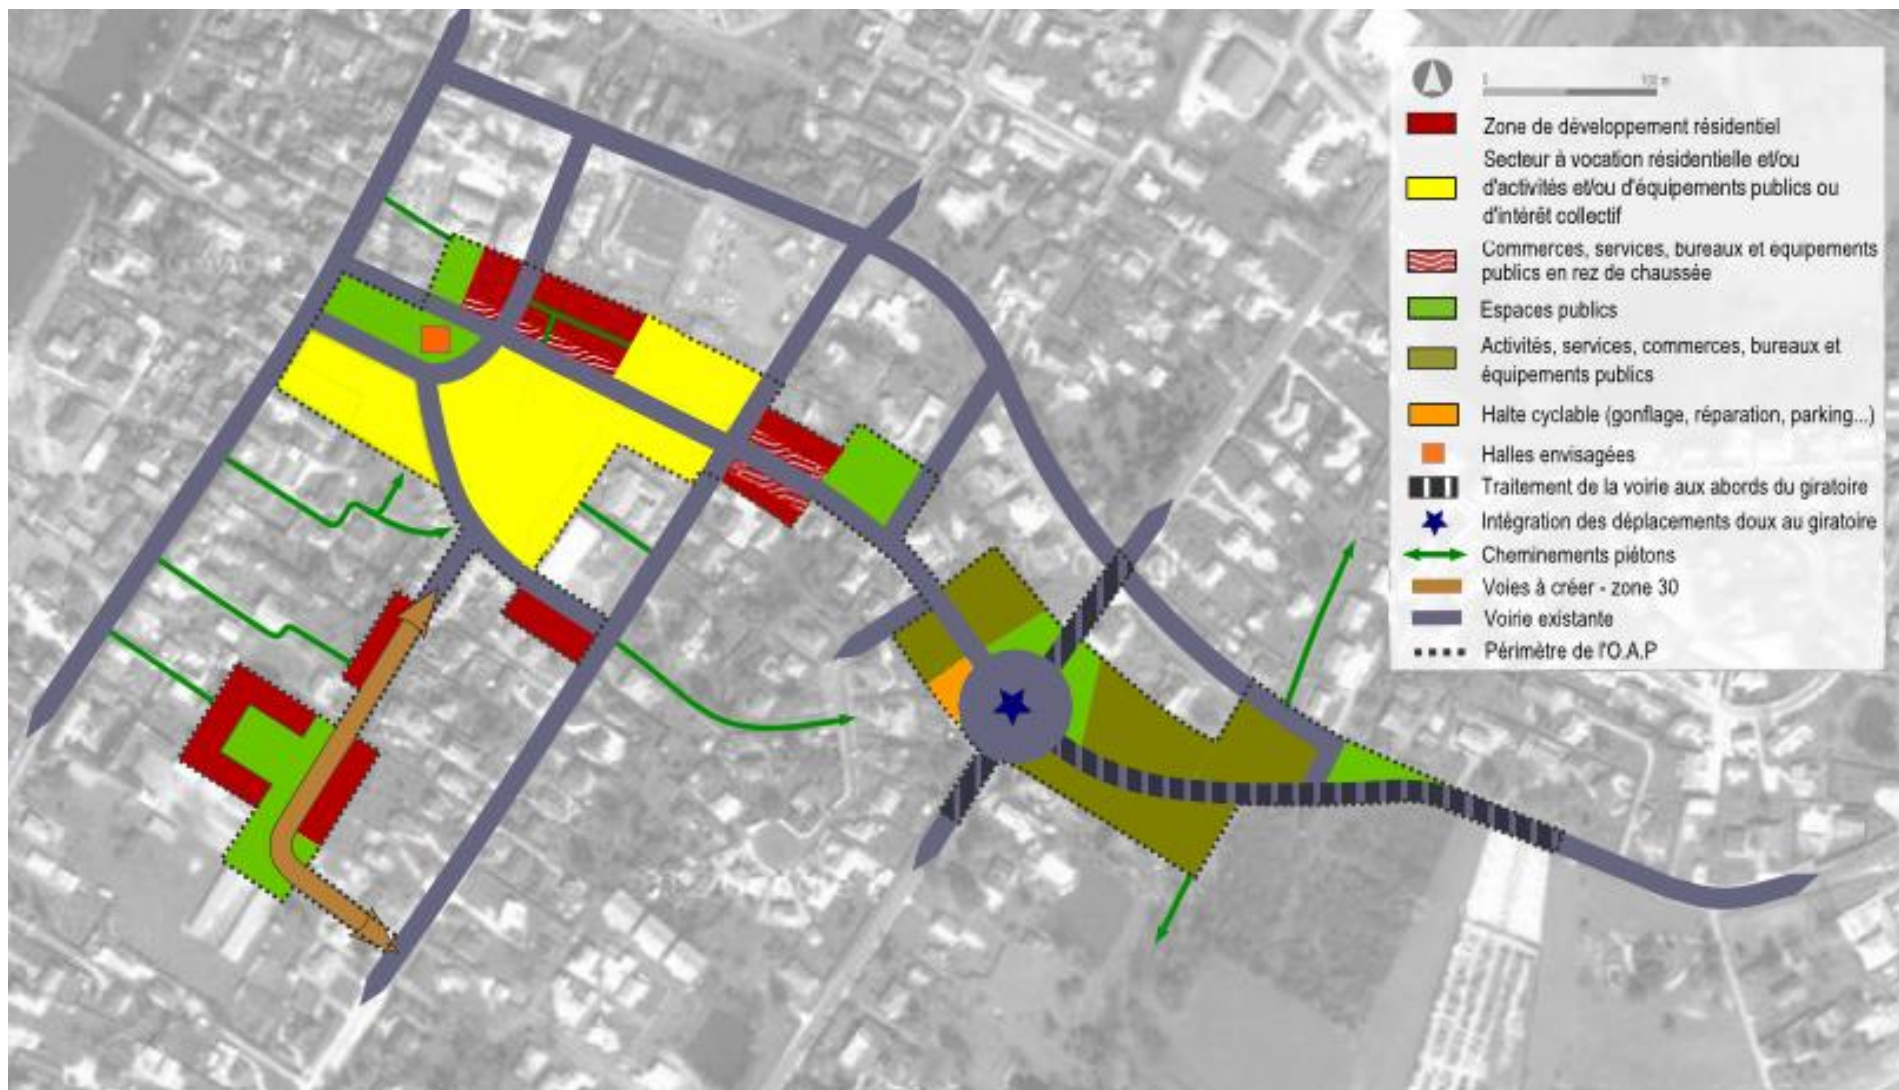 0 100 m
Zone de développement résidentiel
Secteur à vocation résidentielle et/ou
d'activités et/ou d'équipements publics ou
d'intérêt collectif
Commerces, services, bureaux et équipements
publics en rez de chaussée
Espaces publics
Activités, services, commerces, bureaux et
équipements publics
Halte cyclable (gonflage, réparation, parking...)
Halles envisagées
Traitement de la voirie aux abords du giratoire
Intégration des déplacements doux au giratoire
Cheminements piétons
Voies à créer - zone 30
Voirie existante
Périmètre de l'O.A.P